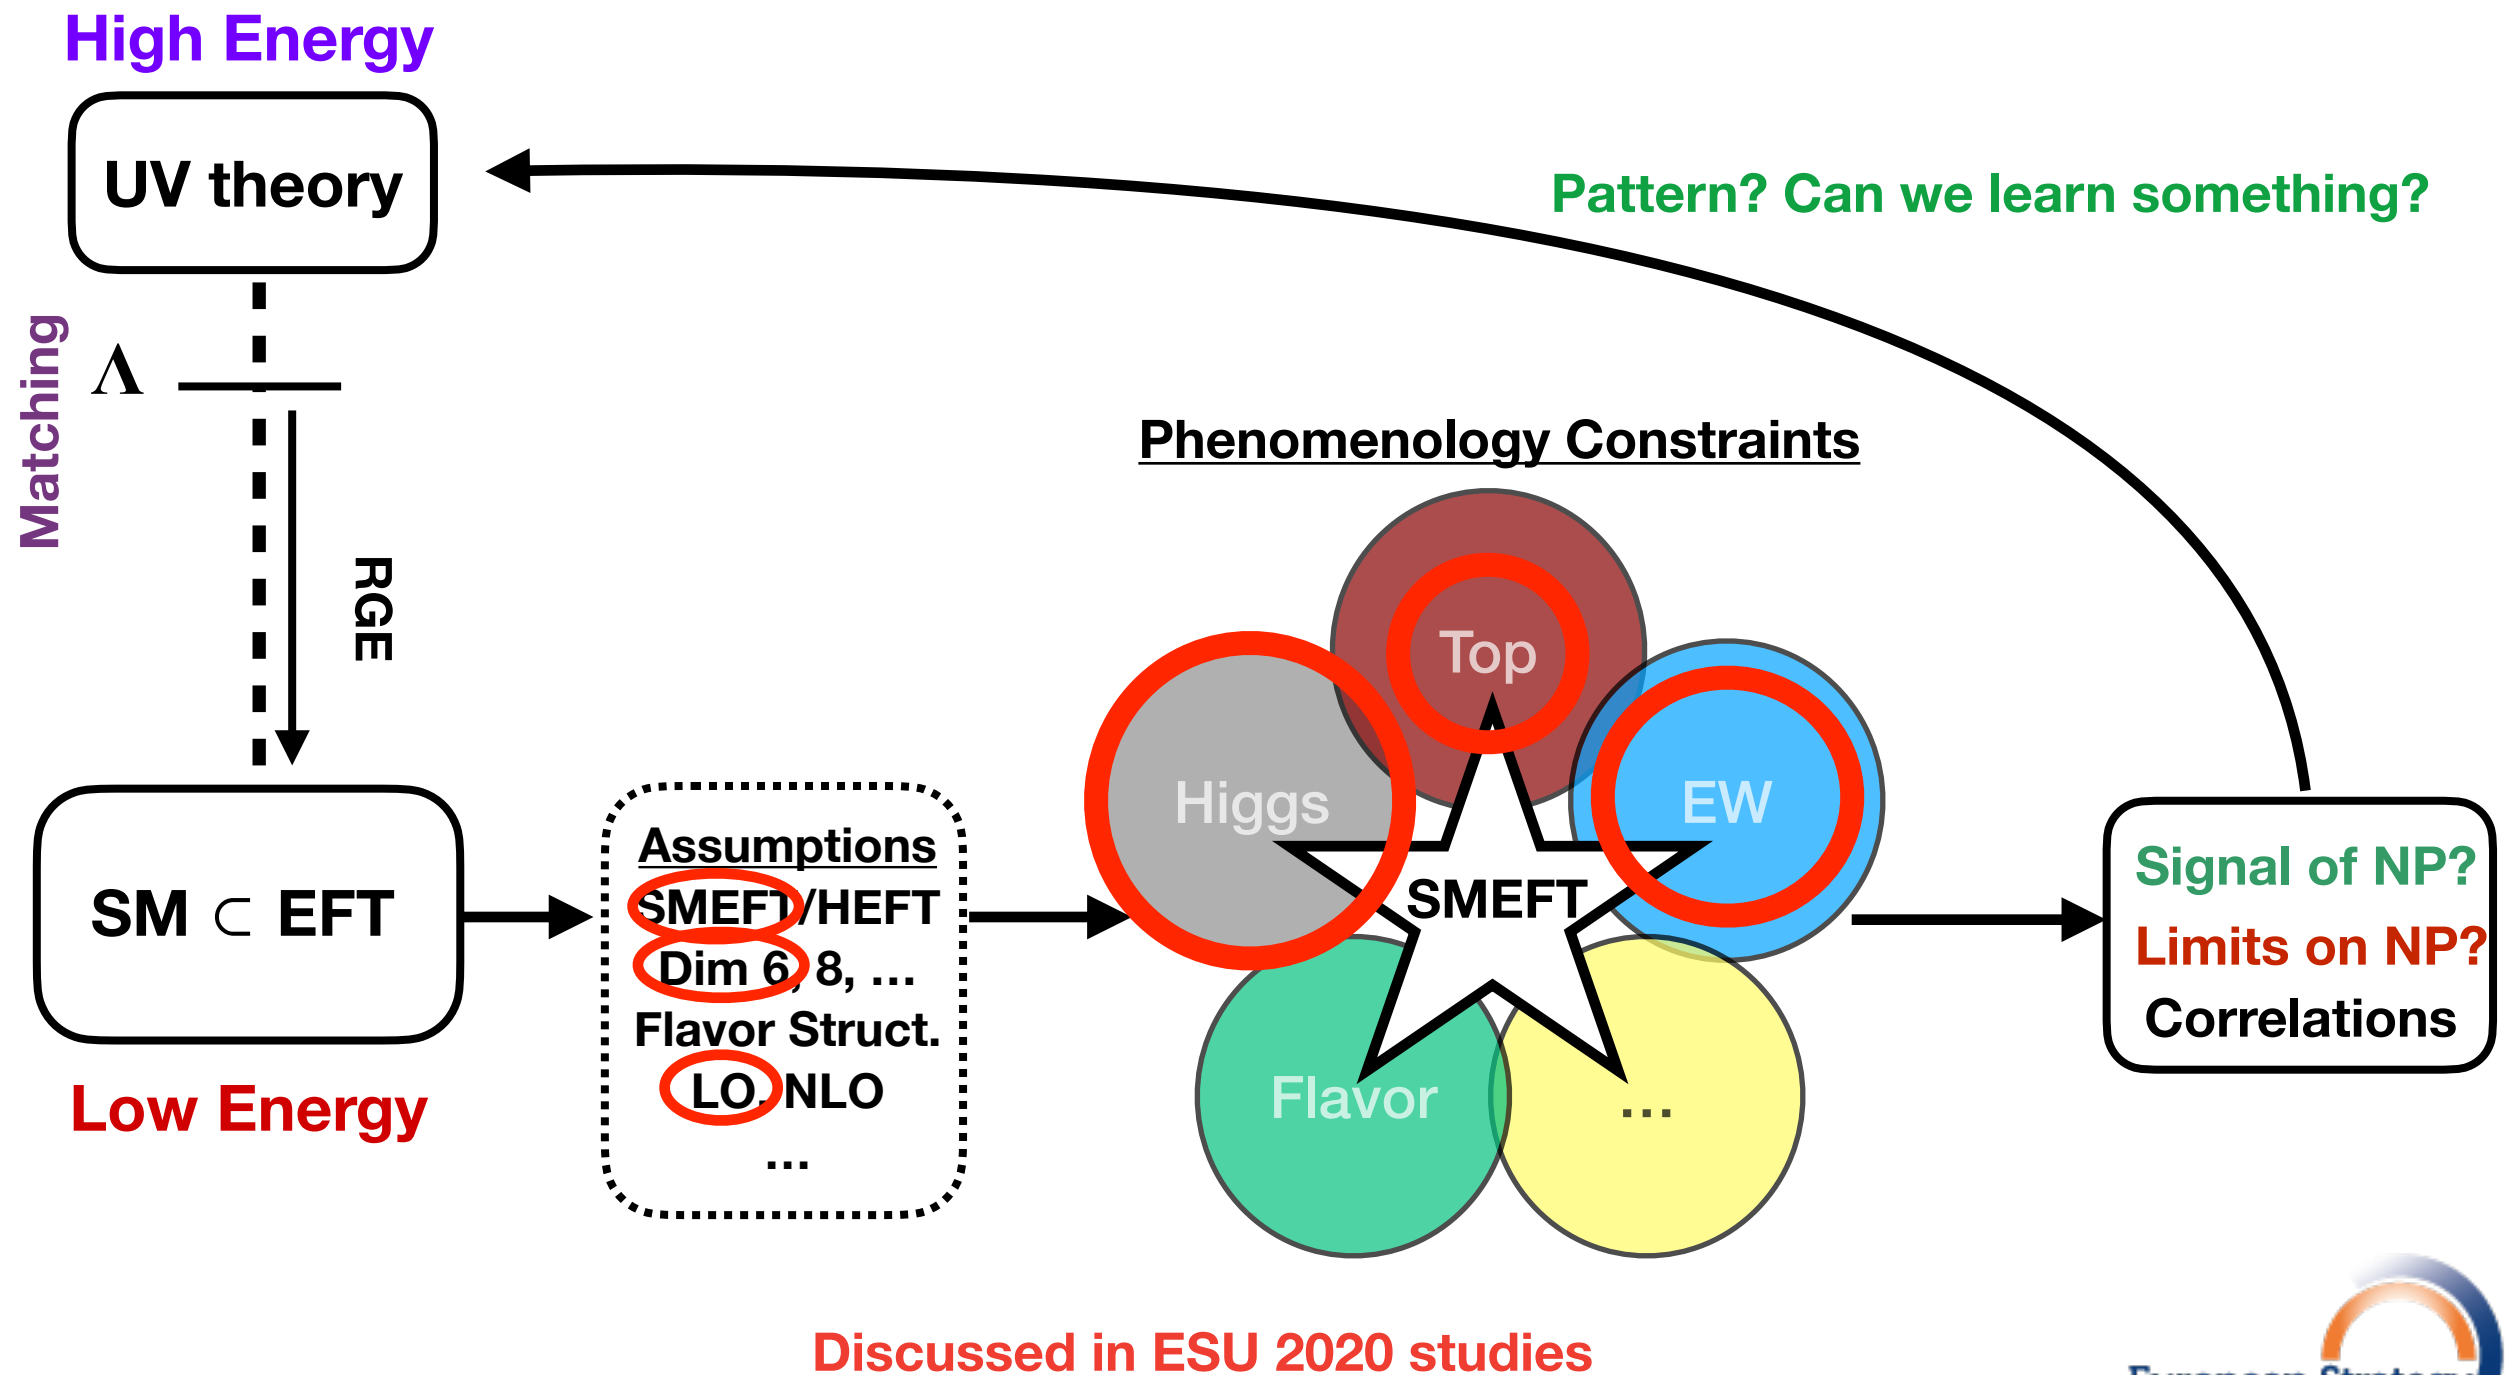 High Energy
UV theory
Pattern? Can we learn something?
Matching
Λ
RGE
Phenomenology Constraints
Top
Higgs
EW
SMEFT
Flavor
...
SM ⊂ EFT
Low Energy
Assumptions
SMEFT/HEFT
Dim 6, 8, ...
Flavor Struct.
LO, NLO
...
Signal of NP?
Limits on NP?
Correlations
Discussed in ESU 2020 studies
European Strategy